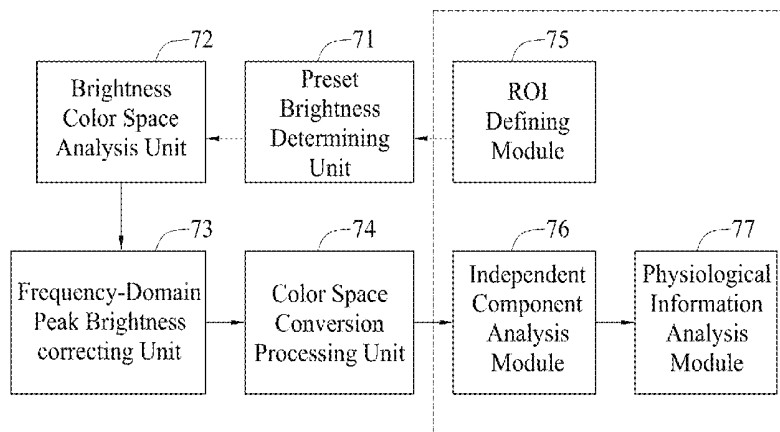 72
71
75
Brightness
Color Space
Analysis Unit
Preset
Brightness
Determining
Unit
ROI
Defining
Module
73
74
76
77
Frequency-Domain
Peak Brightness
correcting Unit
Color Space
Conversion
Processing Unit
Independent
Component
Analysis
Module
Physiological
Information
Analysis
Module